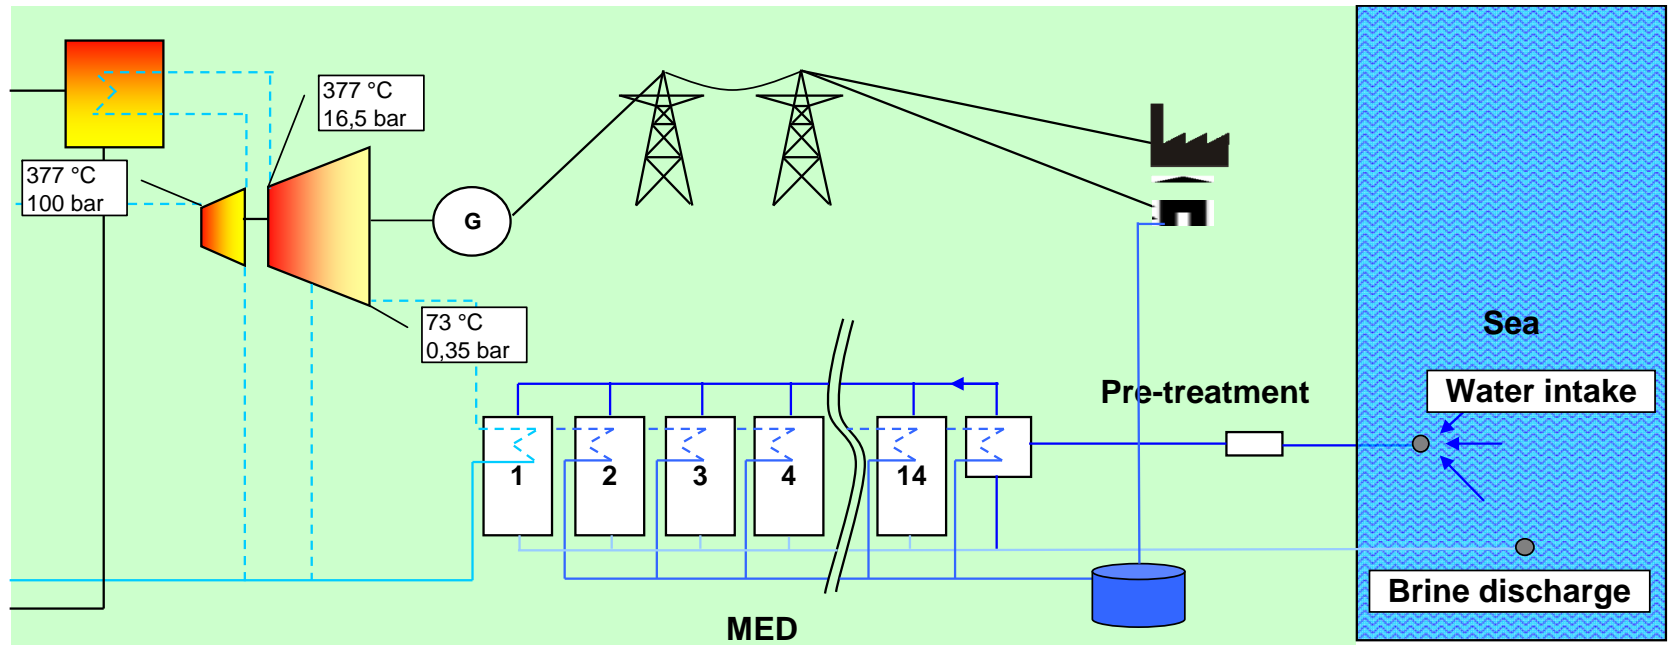 377 °C
16,5 bar
377 °C
100 bar
G
73 °C
0,35 bar
Sea
Pre-treatment
Water intake
1
2
3
4
14
Brine discharge
MED